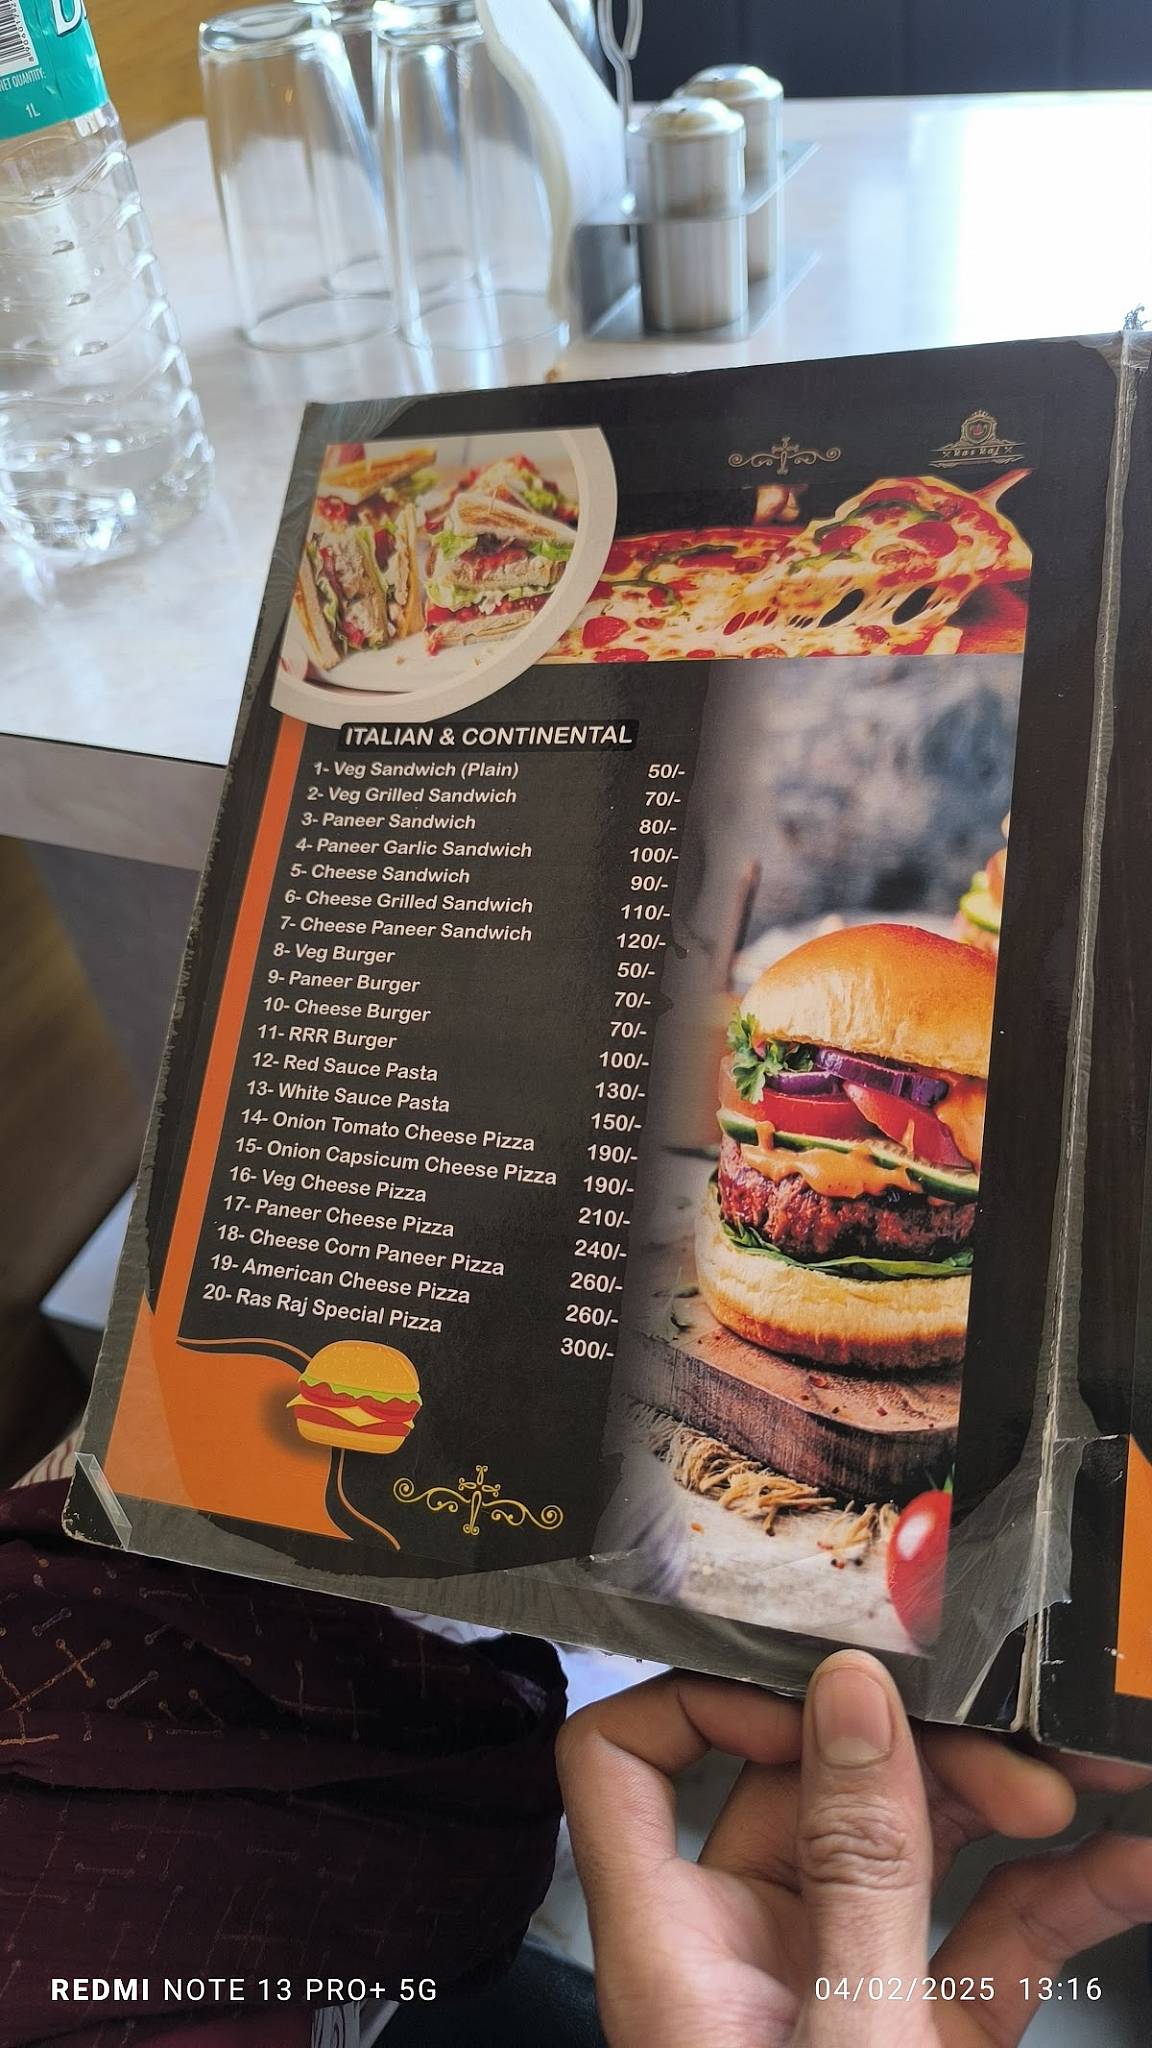 NET QUANTITY:
1L
Ras Raj
ITALIAN & CONTINENTAL
1- Veg Sandwich (Plain) 50/-
2- Veg Grilled Sandwich 70/-
3- Paneer Sandwich 80/-
4- Paneer Garlic Sandwich 100/-
5- Cheese Sandwich 90/-
6- Cheese Grilled Sandwich 110/-
7- Cheese Paneer Sandwich 120/-
8- Veg Burger 50/-
9- Paneer Burger 70/-
10- Cheese Burger 70/-
11- RRR Burger 100/-
12- Red Sauce Pasta 130/-
13- White Sauce Pasta 150/-
14- Onion Tomato Cheese Pizza 190/-
15- Onion Capsicum Cheese Pizza 190/-
16- Veg Cheese Pizza 210/-
17- Paneer Cheese Pizza 240/-
18- Cheese Corn Paneer Pizza 260/-
19- American Cheese Pizza 260/-
20- Ras Raj Special Pizza 300/-
REDMI NOTE 13 PRO+ 5G
04/02/2025 13:16